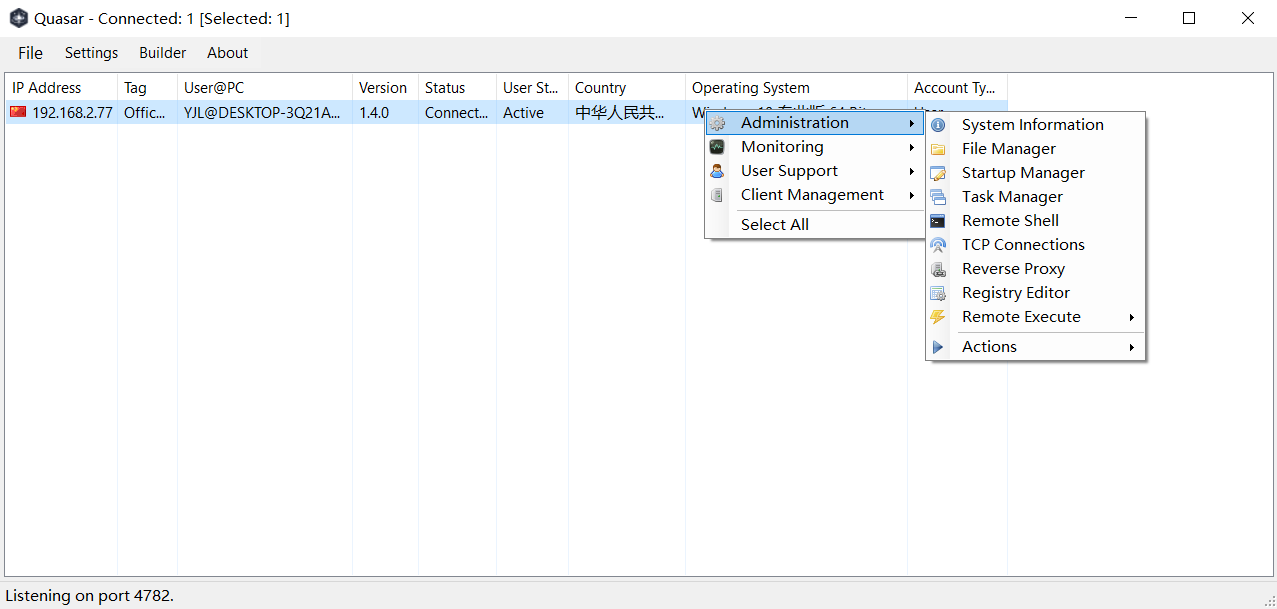 Quasar - Connected: 1 [Selected: 1]
File Settings Builder About
IP Address Tag User@PC Version Status User St... Country Operating System Account Ty...
192.168.2.77 Offic... YJL@DESKTOP-3Q21A... 1.4.0 Connect... Active 中华人民共...
Administration
Monitoring
User Support
Client Management
Select All
System Information
File Manager
Startup Manager
Task Manager
Remote Shell
TCP Connections
Reverse Proxy
Registry Editor
Remote Execute
Actions
Listening on port 4782.